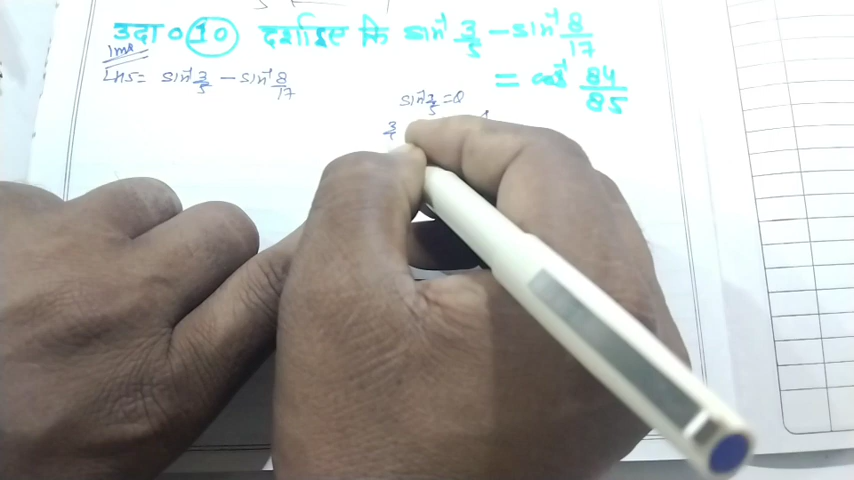 उदा० 10 दर्शाइए कि sin⁻¹ 3/5 − sin⁻¹ 8/17
= cos⁻¹ 84/85
LHS = sin⁻¹ 3/5 − sin⁻¹ 8/17
sin⁻¹ 3/5 = θ